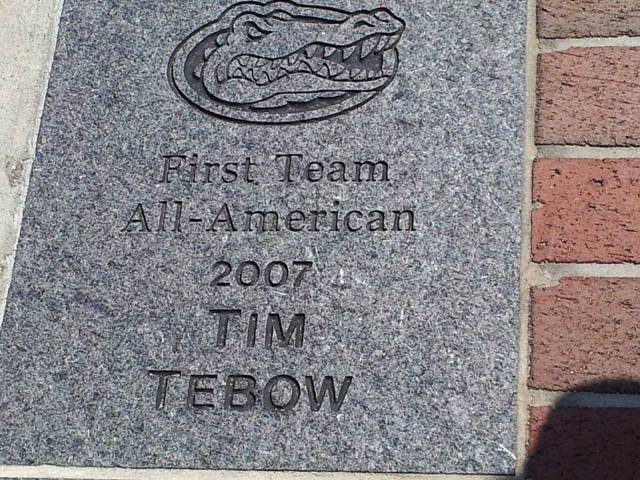 First Team
All-American
2007
TIM
TEBOW